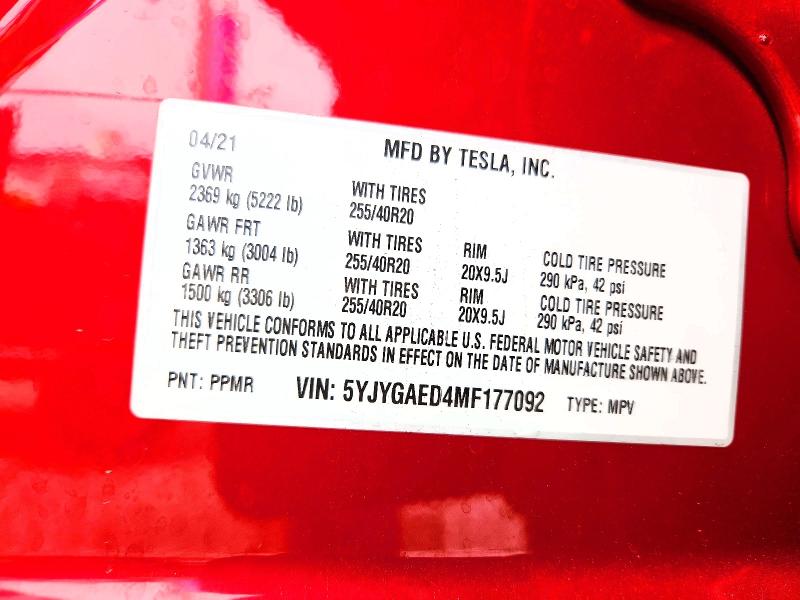 04/21 MFD BY TESLA, INC.
GVWR
2369 kg (5222 lb) WITH TIRES 255/40R20
GAWR FRT
1363 kg (3004 lb) WITH TIRES 255/40R20 RIM 20X9.5J COLD TIRE PRESSURE 290 kPa, 42 psi
GAWR RR
1500 kg (3306 lb) WITH TIRES 255/40R20 RIM 20X9.5J COLD TIRE PRESSURE 290 kPa, 42 psi
THIS VEHICLE CONFORMS TO ALL APPLICABLE U.S. FEDERAL MOTOR VEHICLE SAFETY AND
THEFT PREVENTION STANDARDS IN EFFECT ON THE DATE OF MANUFACTURE SHOWN ABOVE.
PNT: PPMR VIN: 5YJYGAED4MF177092 TYPE: MPV